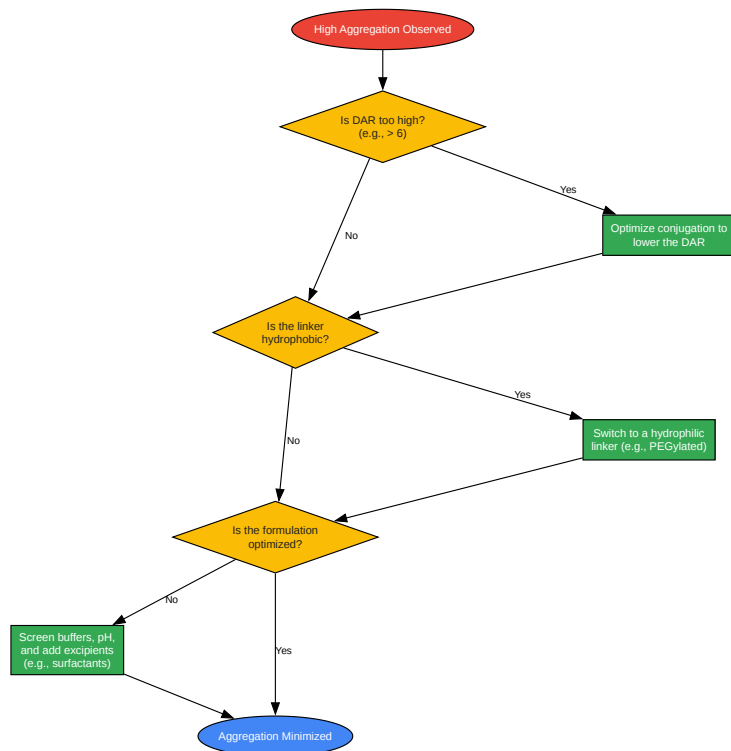 High Aggregation Observed
Is DAR too high?
(e.g., > 6)
Yes
No
Optimize conjugation to
lower the DAR
Is the linker
hydrophobic?
Yes
No
Switch to a hydrophilic
linker (e.g., PEGylated)
Is the formulation
optimized?
No
Yes
Screen buffers, pH,
and add excipients
(e.g., surfactants)
Aggregation Minimized